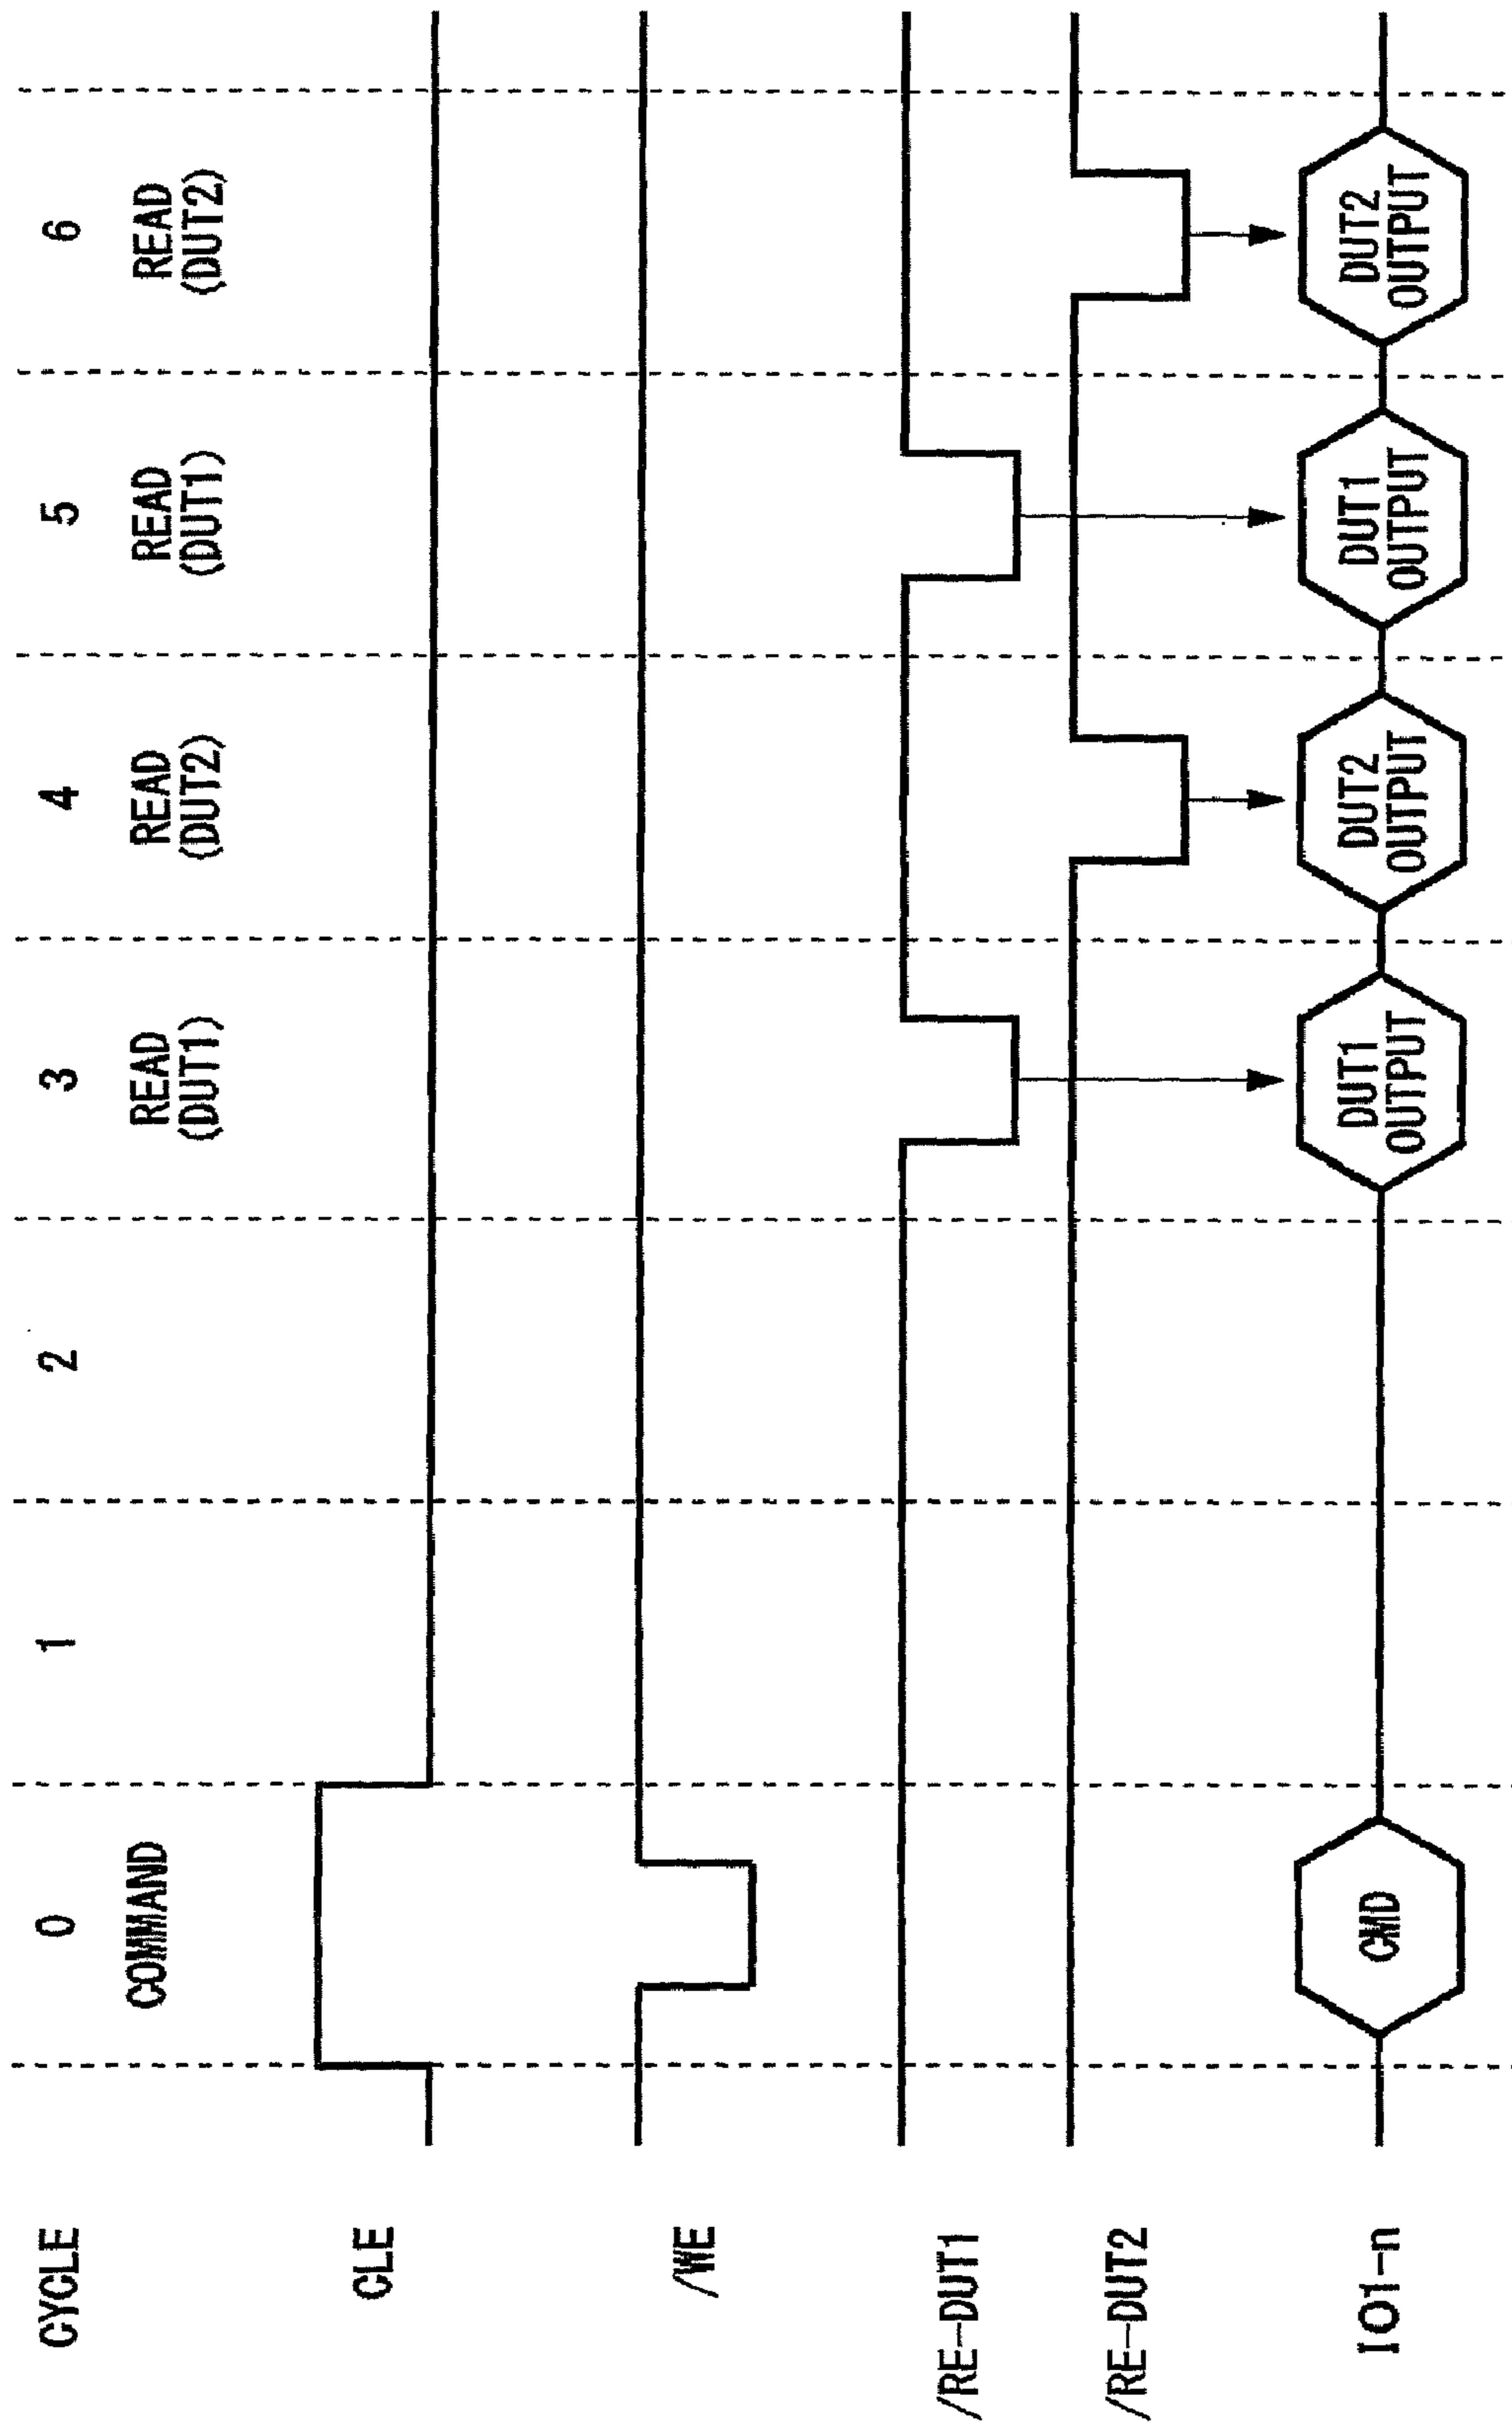 CYCLE 0 1 2 3 4 5 6
COMMAND READ READ READ READ
(DUT1) (DUT2) (DUT1) (DUT2)
CLE
/WE
/RE-DUT1
/RE-DUT2
IO1-n CMD DUT1 DUT2 DUT1 DUT2
OUTPUT OUTPUT OUTPUT OUTPUT